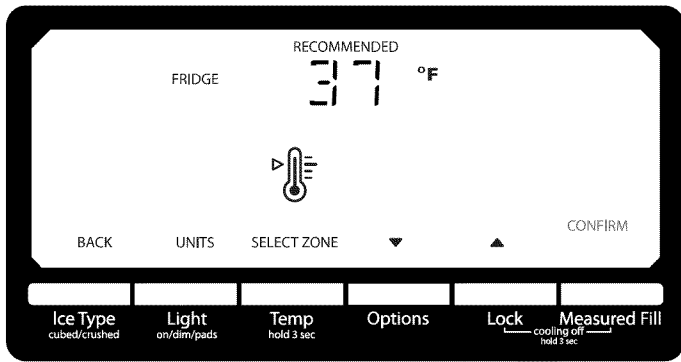 RECOMMENDED
FRIDGE 37 °F
CONFIRM
BACK UNITS SELECT ZONE ▼ ▲
Ice Type Light Temp Options Lock Measured Fill
cubed/crushed on/dim/pads hold 3 sec cooling off
hold 3 sec